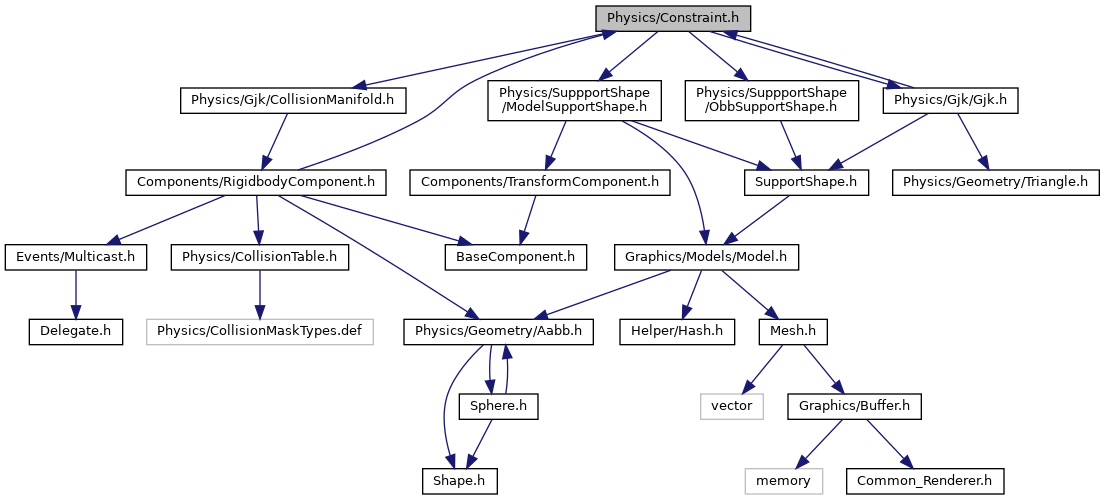 Physics/Constraint.h
Physics/Gjk/CollisionManifold.h
Physics/SuppportShape
/ModelSupportShape.h
Physics/SuppportShape
/ObbSupportShape.h
Physics/Gjk/Gjk.h
Components/RigidbodyComponent.h
Components/TransformComponent.h
SupportShape.h
Physics/Geometry/Triangle.h
Events/Multicast.h
Physics/CollisionTable.h
BaseComponent.h
Graphics/Models/Model.h
Delegate.h
Physics/CollisionMaskTypes.def
Physics/Geometry/Aabb.h
Helper/Hash.h
Mesh.h
Sphere.h
vector
Graphics/Buffer.h
Shape.h
memory
Common_Renderer.h